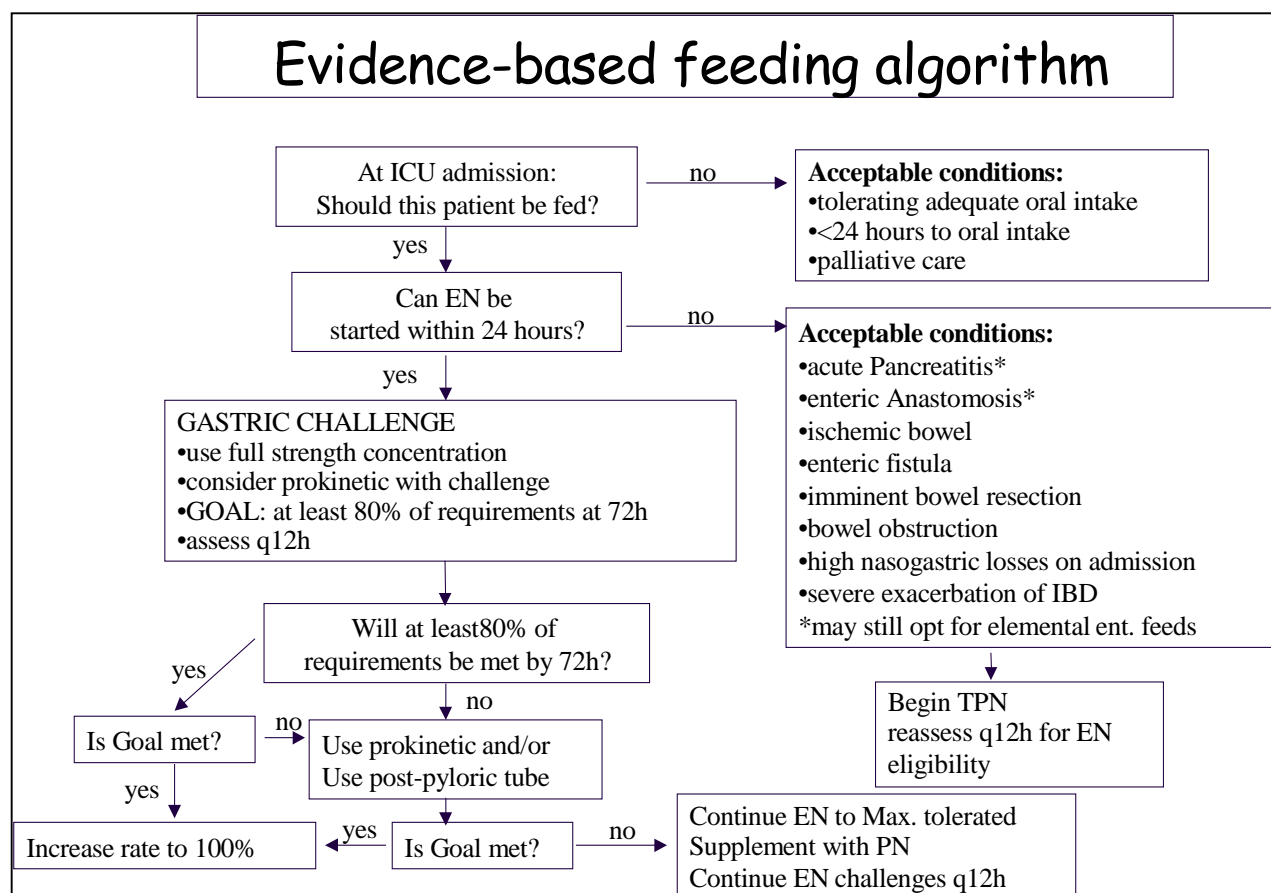 Evidence-based feeding algorithm
At ICU admission:
Should this patient be fed?
no
Acceptable conditions:
•tolerating adequate oral intake
•<24 hours to oral intake
•palliative care
yes
Can EN be
started within 24 hours?
no
Acceptable conditions:
•acute Pancreatitis*
•enteric Anastomosis*
•ischemic bowel
•enteric fistula
•imminent bowel resection
•bowel obstruction
•high nasogastric losses on admission
•severe exacerbation of IBD
*may still opt for elemental ent. feeds
yes
GASTRIC CHALLENGE
•use full strength concentration
•consider prokinetic with challenge
•GOAL: at least 80% of requirements at 72h
•assess q12h
Will at least80% of
requirements be met by 72h?
yes
no
Begin TPN
reassess q12h for EN
eligibility
Is Goal met?
no
Use prokinetic and/or
Use post-pyloric tube
yes
Increase rate to 100%
yes
Is Goal met?
no
Continue EN to Max. tolerated
Supplement with PN
Continue EN challenges q12h